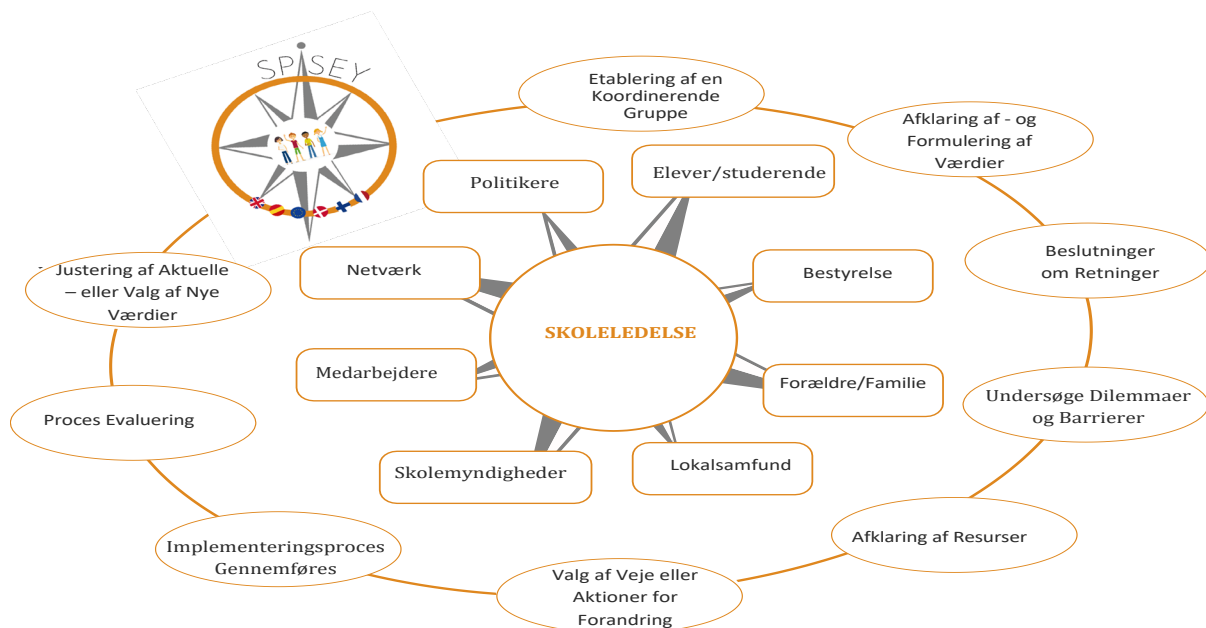 SPISEY
Etablering af en
Koordinerende
Gruppe
Afklaring af - og
Formulering af
Værdier
Beslutninger
om Retninger
Undersøge Dilemmaer
og Barrierer
Afklaring af Resurser
Valg af Veje eller
Aktioner for
Forandring
Implementeringsproces
Gennemføres
Proces Evaluering
Justering af Aktuelle
– eller Valg af Nye
Værdier
Politikere
Elever/studerende
Netværk
Bestyrelse
SKOLELEDELSE
Medarbejdere
Forældre/Familie
Skolemyndigheder
Lokalsamfund